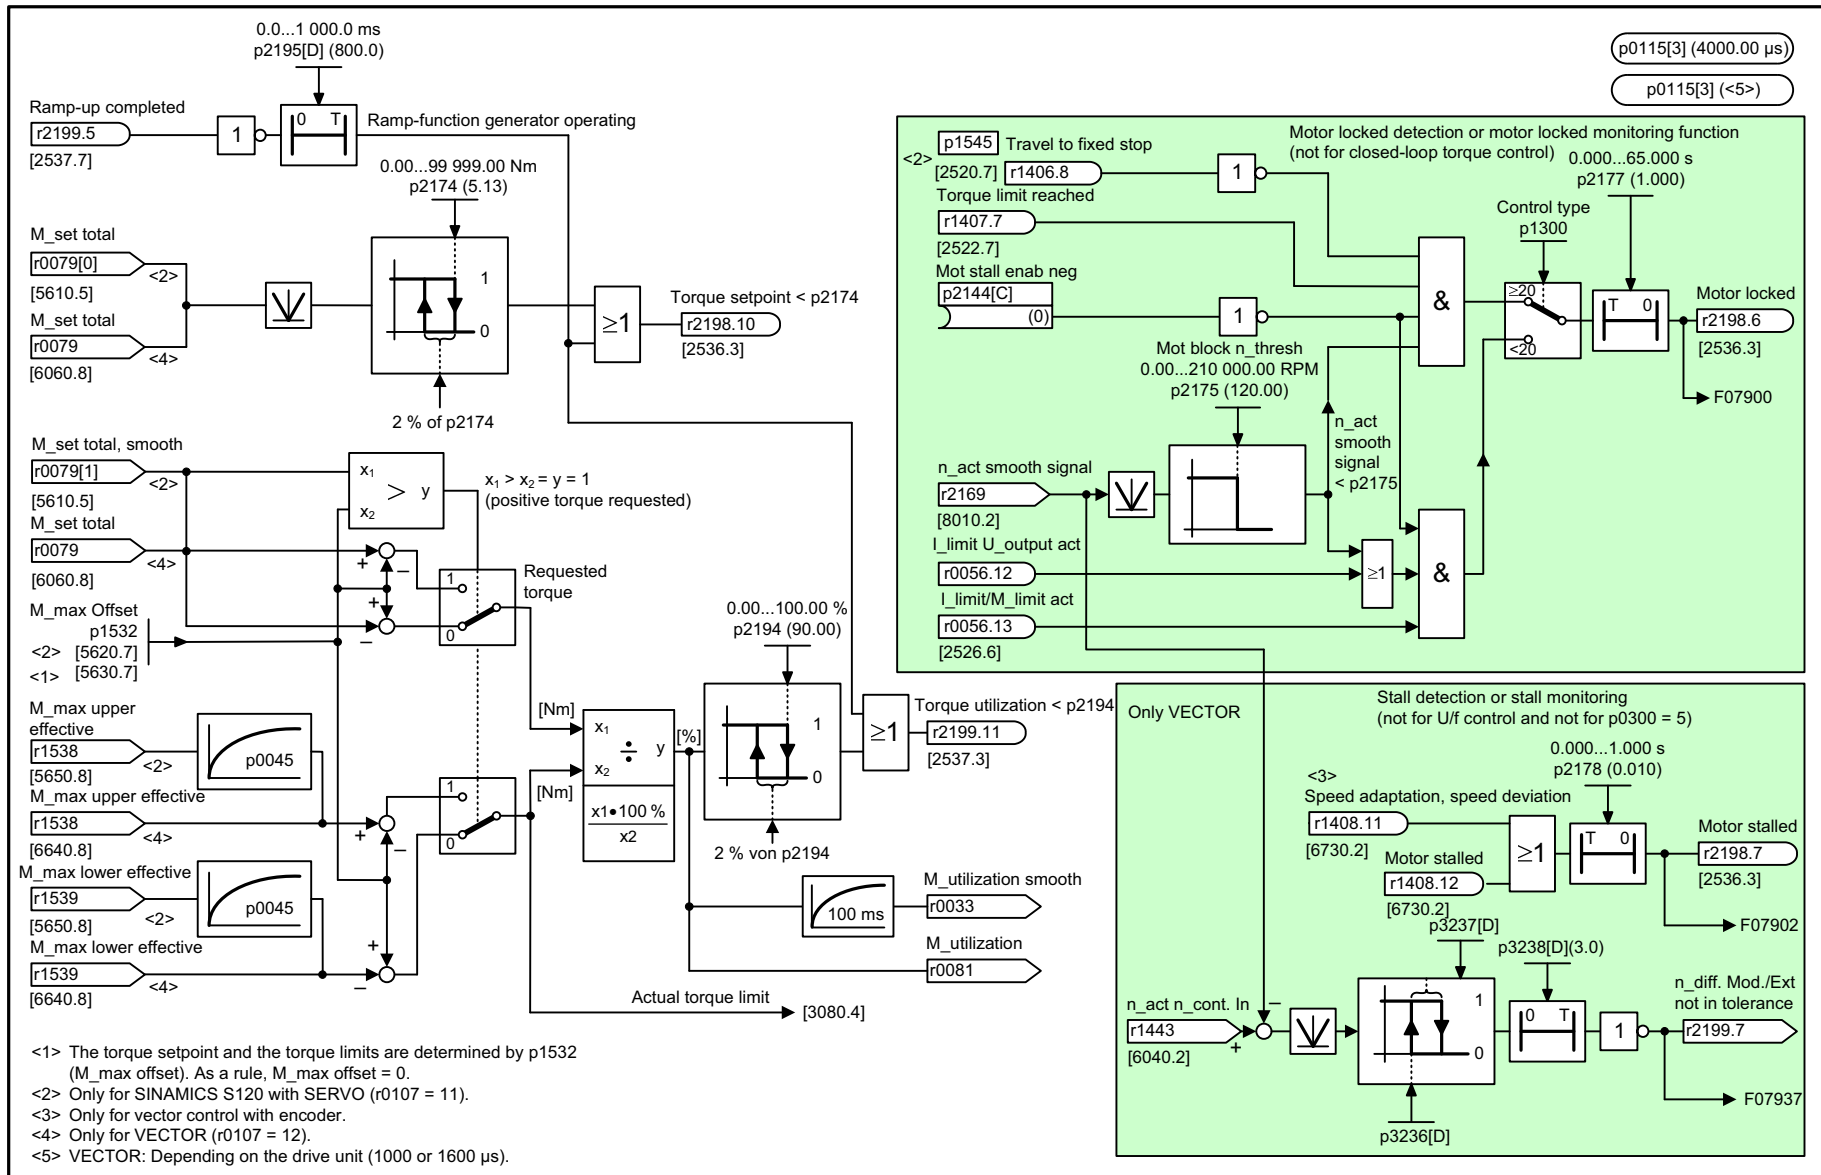 0.0...1 000.0 ms
p2195[D] (800.0)
Ramp-up completed
r2199.5
[2537.7]
1
0 T
Ramp-function generator operating
0.00...99 999.00 Nm
p2174 (5.13)
M_set total
r0079[0]
<2>
[5610.5]
M_set total
r0079
<4>
[6060.8]
1
0
2 % of p2174
≥1
Torque setpoint < p2174
r2198.10
[2536.3]
M_set total, smooth
r0079[1]
<2>
[5610.5]
M_set total
r0079
<4>
[6060.8]
x1
> y
x2
x1 > x2 = y = 1
(positive torque requested)
+
–
+
–
1
0
Requested
torque
M_max Offset
p1532
<2> [5620.7]
<1> [5630.7]
M_max upper
effective
r1538
<2>
[5650.8]
p0045
M_max upper effective
r1538
<4>
[6640.8]
M_max lower effective
r1539
<2>
[5650.8]
p0045
M_max lower effective
r1539
<4>
[6640.8]
+
–
+
–
1
0
[Nm]
[Nm]
x1
÷ y
x2
x1•100 %
x2
[%]
0.00...100.00 %
p2194 (90.00)
1
0
2 % von p2194
≥1
Torque utilization < p2194
r2199.11
[2537.3]
100 ms
M_utilization smooth
r0033
M_utilization
r0081
Actual torque limit
[3080.4]
<1> The torque setpoint and the torque limits are determined by p1532
(M_max offset). As a rule, M_max offset = 0.
<2> Only for SINAMICS S120 with SERVO (r0107 = 11).
<3> Only for vector control with encoder.
<4> Only for VECTOR (r0107 = 12).
<5> VECTOR: Depending on the drive unit (1000 or 1600 µs).
p0115[3] (4000.00 µs)
p0115[3] (<5>)
Motor locked detection or motor locked monitoring function
(not for closed-loop torque control)
<2>
p1545
[2520.7]
Travel to fixed stop
r1406.8
1
Torque limit reached
r1407.7
[2522.7]
Mot stall enab neg
p2144[C]
(0)
1
Mot block n_thresh
0.00...210 000.00 RPM
p2175 (120.00)
n_act smooth signal
r2169
[8010.2]
n_act
smooth
signal
< p2175
I_limit U_output act
r0056.12
I_limit/M_limit act
r0056.13
[2526.6]
≥1
&
&
Control type
p1300
≥20
<20
0.000...65.000 s
p2177 (1.000)
T 0
Motor locked
r2198.6
[2536.3]
F07900
Only VECTOR
Stall detection or stall monitoring
(not for U/f control and not for p0300 = 5)
0.000...1.000 s
p2178 (0.010)
<3>
Speed adaptation, speed deviation
r1408.11
[6730.2]
Motor stalled
r1408.12
[6730.2]
≥1
T 0
Motor stalled
r2198.7
[2536.3]
F07902
p3237[D]
p3238[D](3.0)
n_act n_cont. In
r1443
[6040.2]
–
+
1
0
p3236[D]
0 T
1
n_diff. Mod./Ext
not in tolerance
r2199.7
F07937